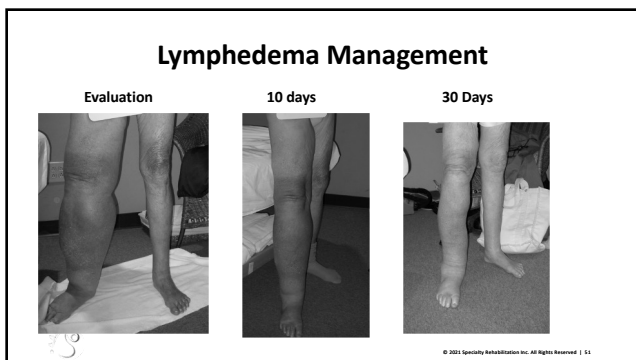 Lymphedema Management
Evaluation
10 days
30 Days
© 2021 Specialty Rehabilitation Inc. All Rights Reserved | 51